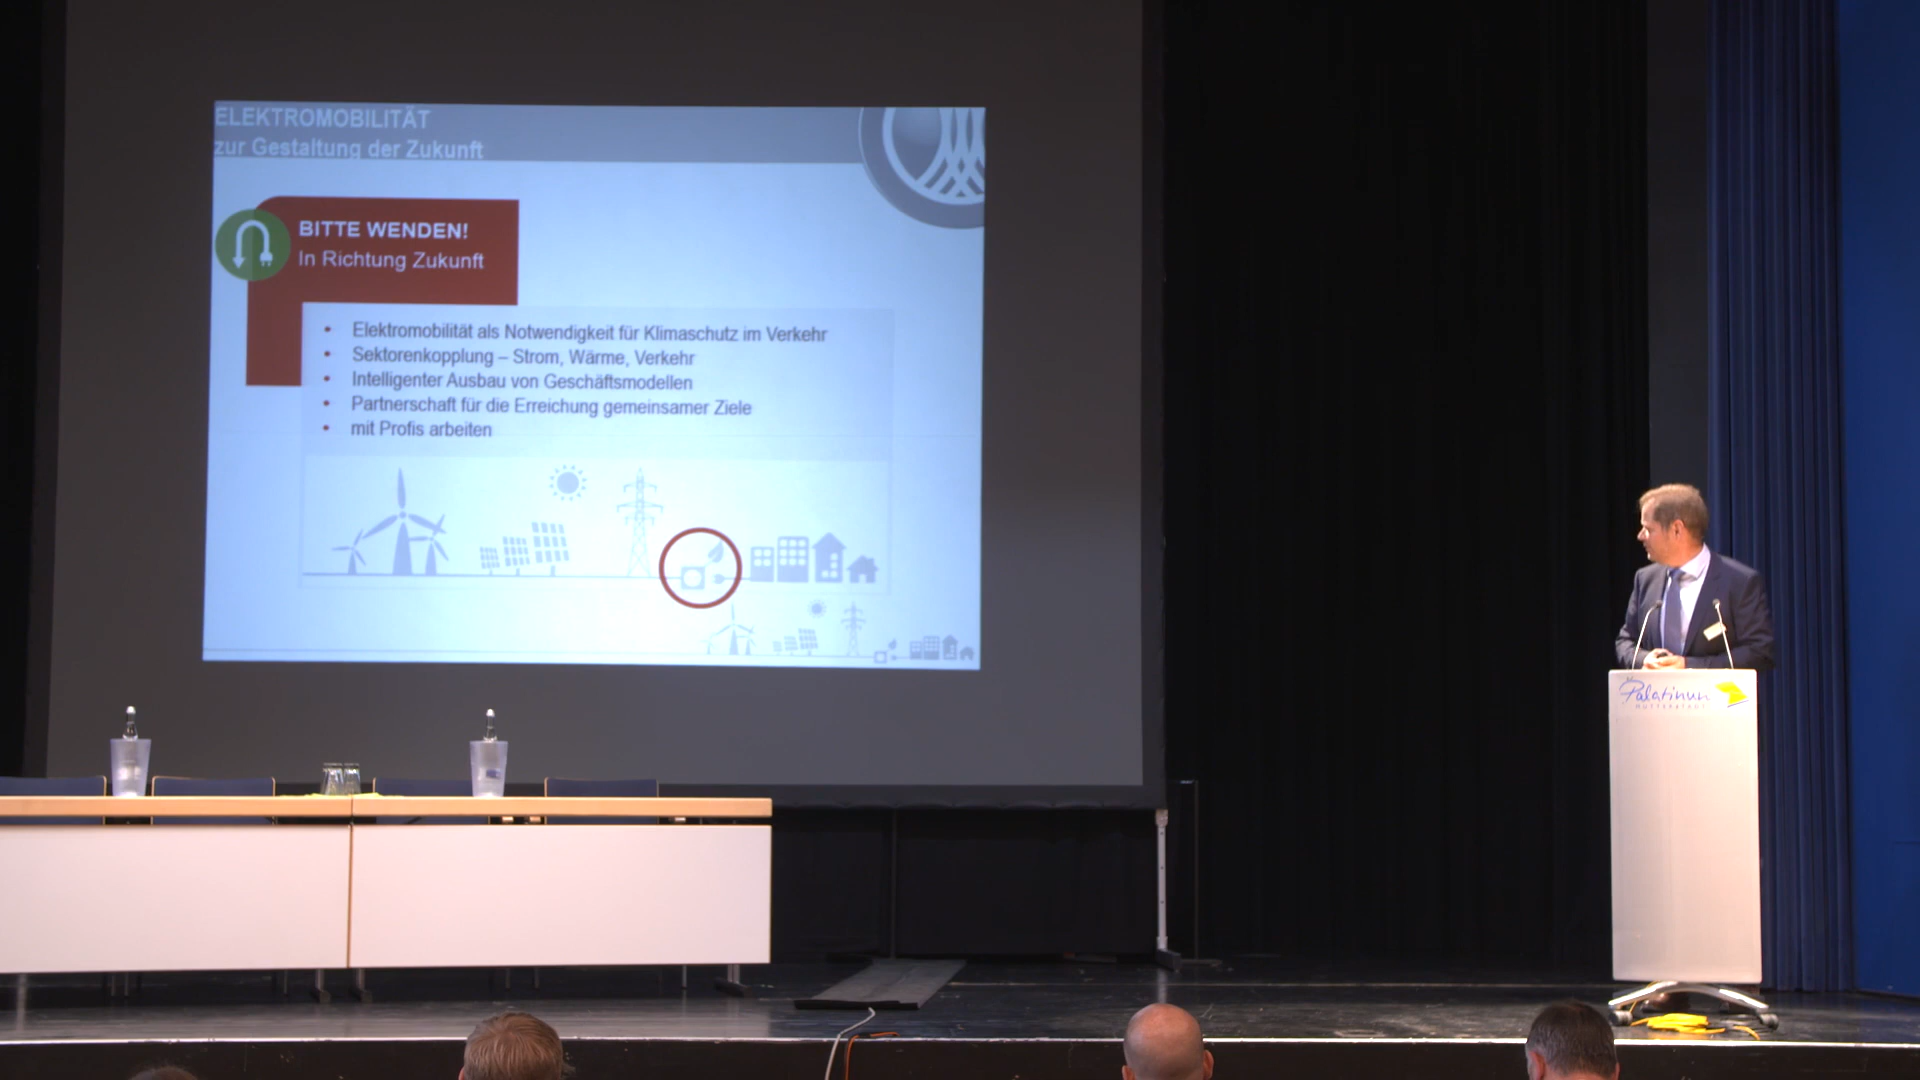 ELEKTROMOBILITÄT
zur Gestaltung der Zukunft
BITTE WENDEN!
In Richtung Zukunft
• Elektromobilität als Notwendigkeit für Klimaschutz im Verkehr
• Sektorenkopplung – Strom, Wärme, Verkehr
• Intelligenter Ausbau von Geschäftsmodellen
• Partnerschaft für die Erreichung gemeinsamer Ziele
• mit Profis arbeiten
Palatinum
MUTTERSTADT